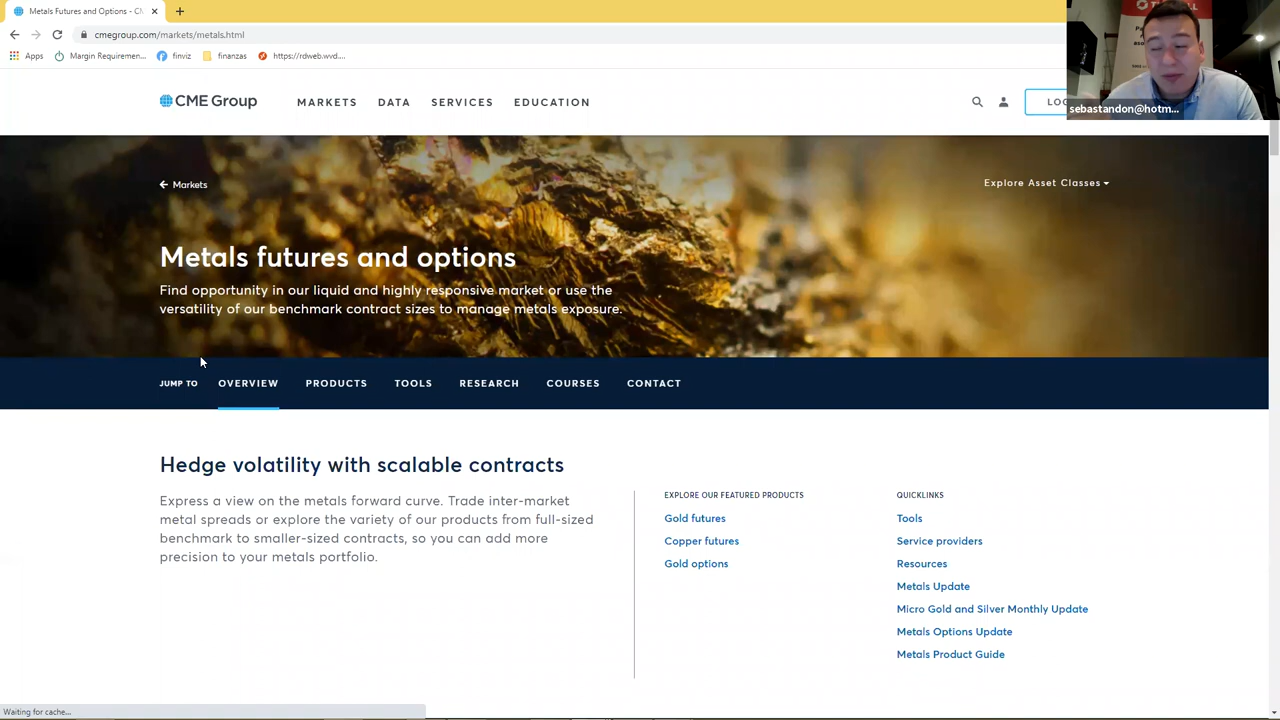 Metals Futures and Options - CM
cmegroup.com/markets/metals.html
Apps
Margin Requiremen...
finviz
finanzas
https://rdweb.wvd....
CME Group
MARKETS
DATA
SERVICES
EDUCATION
LOG
sebastandon@hotm...
Markets
Explore Asset Classes
Metals futures and options
Find opportunity in our liquid and highly responsive market or use the
versatility of our benchmark contract sizes to manage metals exposure.
JUMP TO
OVERVIEW
PRODUCTS
TOOLS
RESEARCH
COURSES
CONTACT
Hedge volatility with scalable contracts
Express a view on the metals forward curve. Trade inter-market
metal spreads or explore the variety of our products from full-sized
benchmark to smaller-sized contracts, so you can add more
precision to your metals portfolio.
EXPLORE OUR FEATURED PRODUCTS
Gold futures
Copper futures
Gold options
QUICKLINKS
Tools
Service providers
Resources
Metals Update
Micro Gold and Silver Monthly Update
Metals Options Update
Metals Product Guide
Waiting for cache...